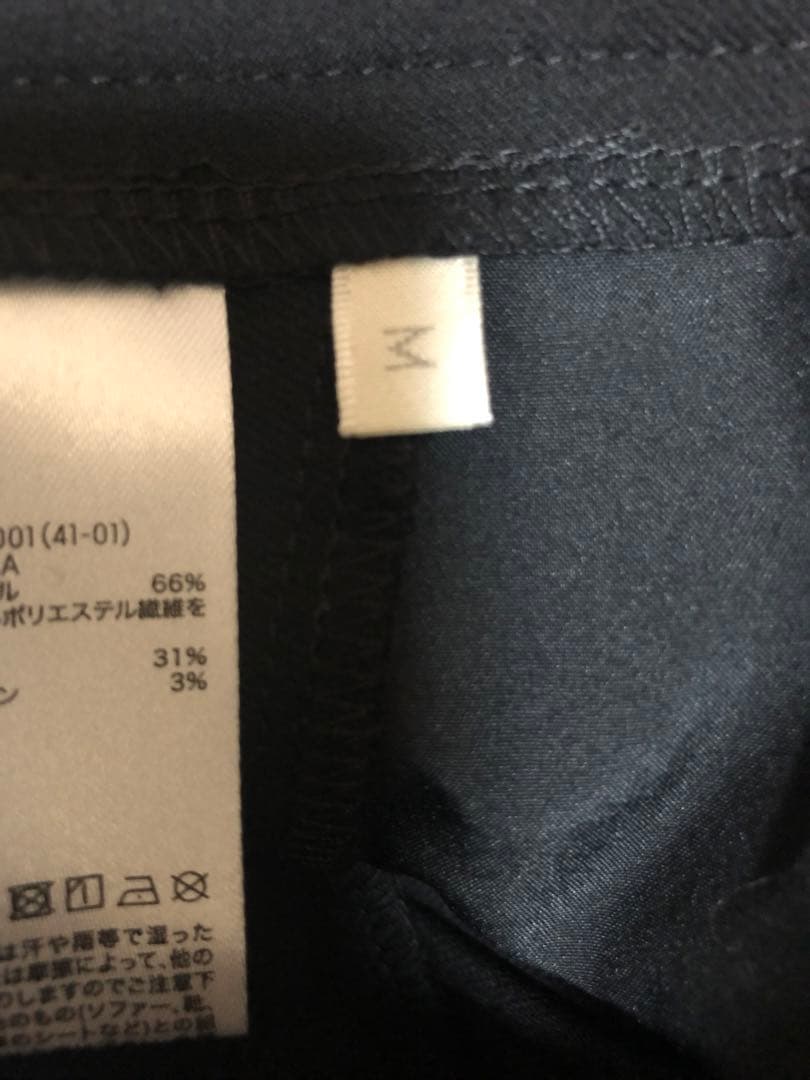 M
001(41-01)
A
ル 66%
ポリエステル繊維を
31%
ン 3%
は汗や雨等で湿った
は摩擦によって、他の
のしますのでご注意下
のもの(ソファー、靴、
のシートなど)との組